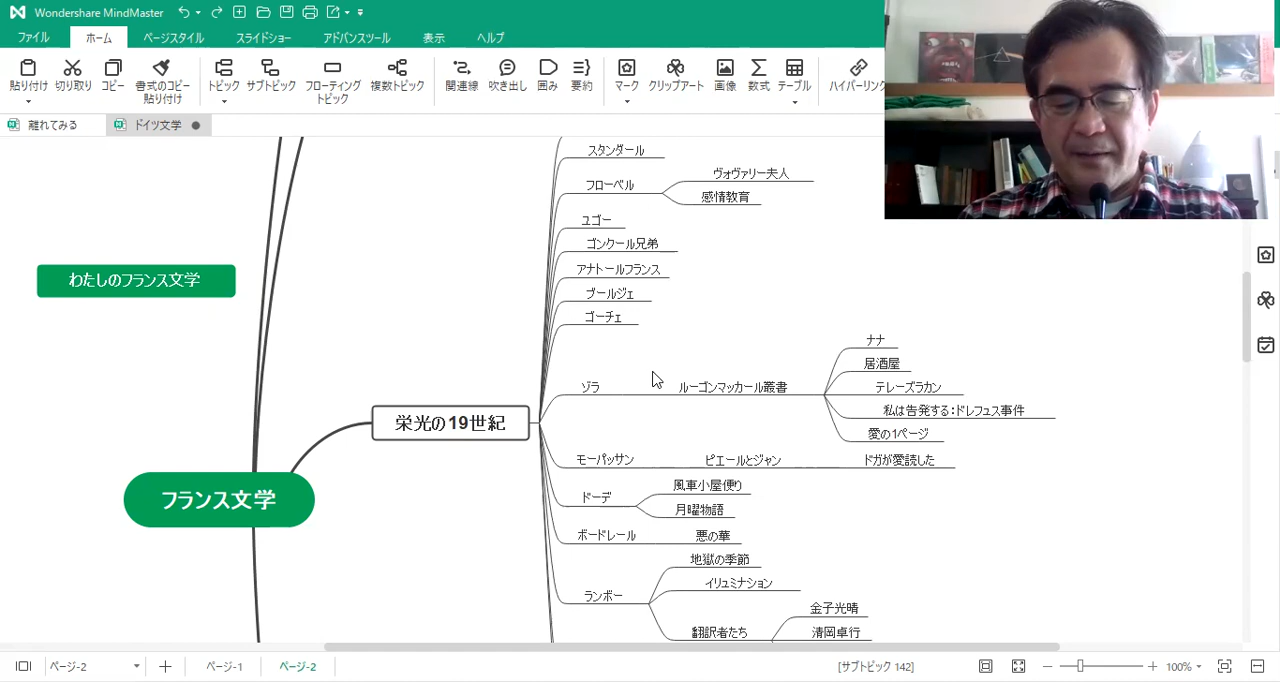 Wondershare MindMaster
ファイル ホーム ページスタイル スライドショー アドバンスツール 表示 ヘルプ
貼り付け 切り取り コピー 書式のコピー貼り付け トピック サブトピック フローティングトピック 複数トピック 関連線 吹き出し 囲み 要約 マーク クリップアート 画像 数式 テーブル ハイパーリンク
離れてみる ドイツ文学
スタンダール
ヴォヴァリー夫人
フローベル
感情教育
ユゴー
ゴンクール兄弟
アナトールフランス
わたしのフランス文学
ブールジェ
ゴーチェ
ナナ
居酒屋
ゾラ ルーゴンマッカール叢書 テレーズラカン
私は告発する：ドレフュス事件
栄光の19世紀
愛の1ページ
モーパッサン ピエールとジャン ドガが愛読した
風車小屋便り
ドーデ
フランス文学
月曜物語
ボードレール 悪の華
地獄の季節
イリュミナション
ランボー
金子光晴
翻訳者たち 清岡卓行
ページ-2 ページ-1 ページ-2 [サブトピック 142] 100%